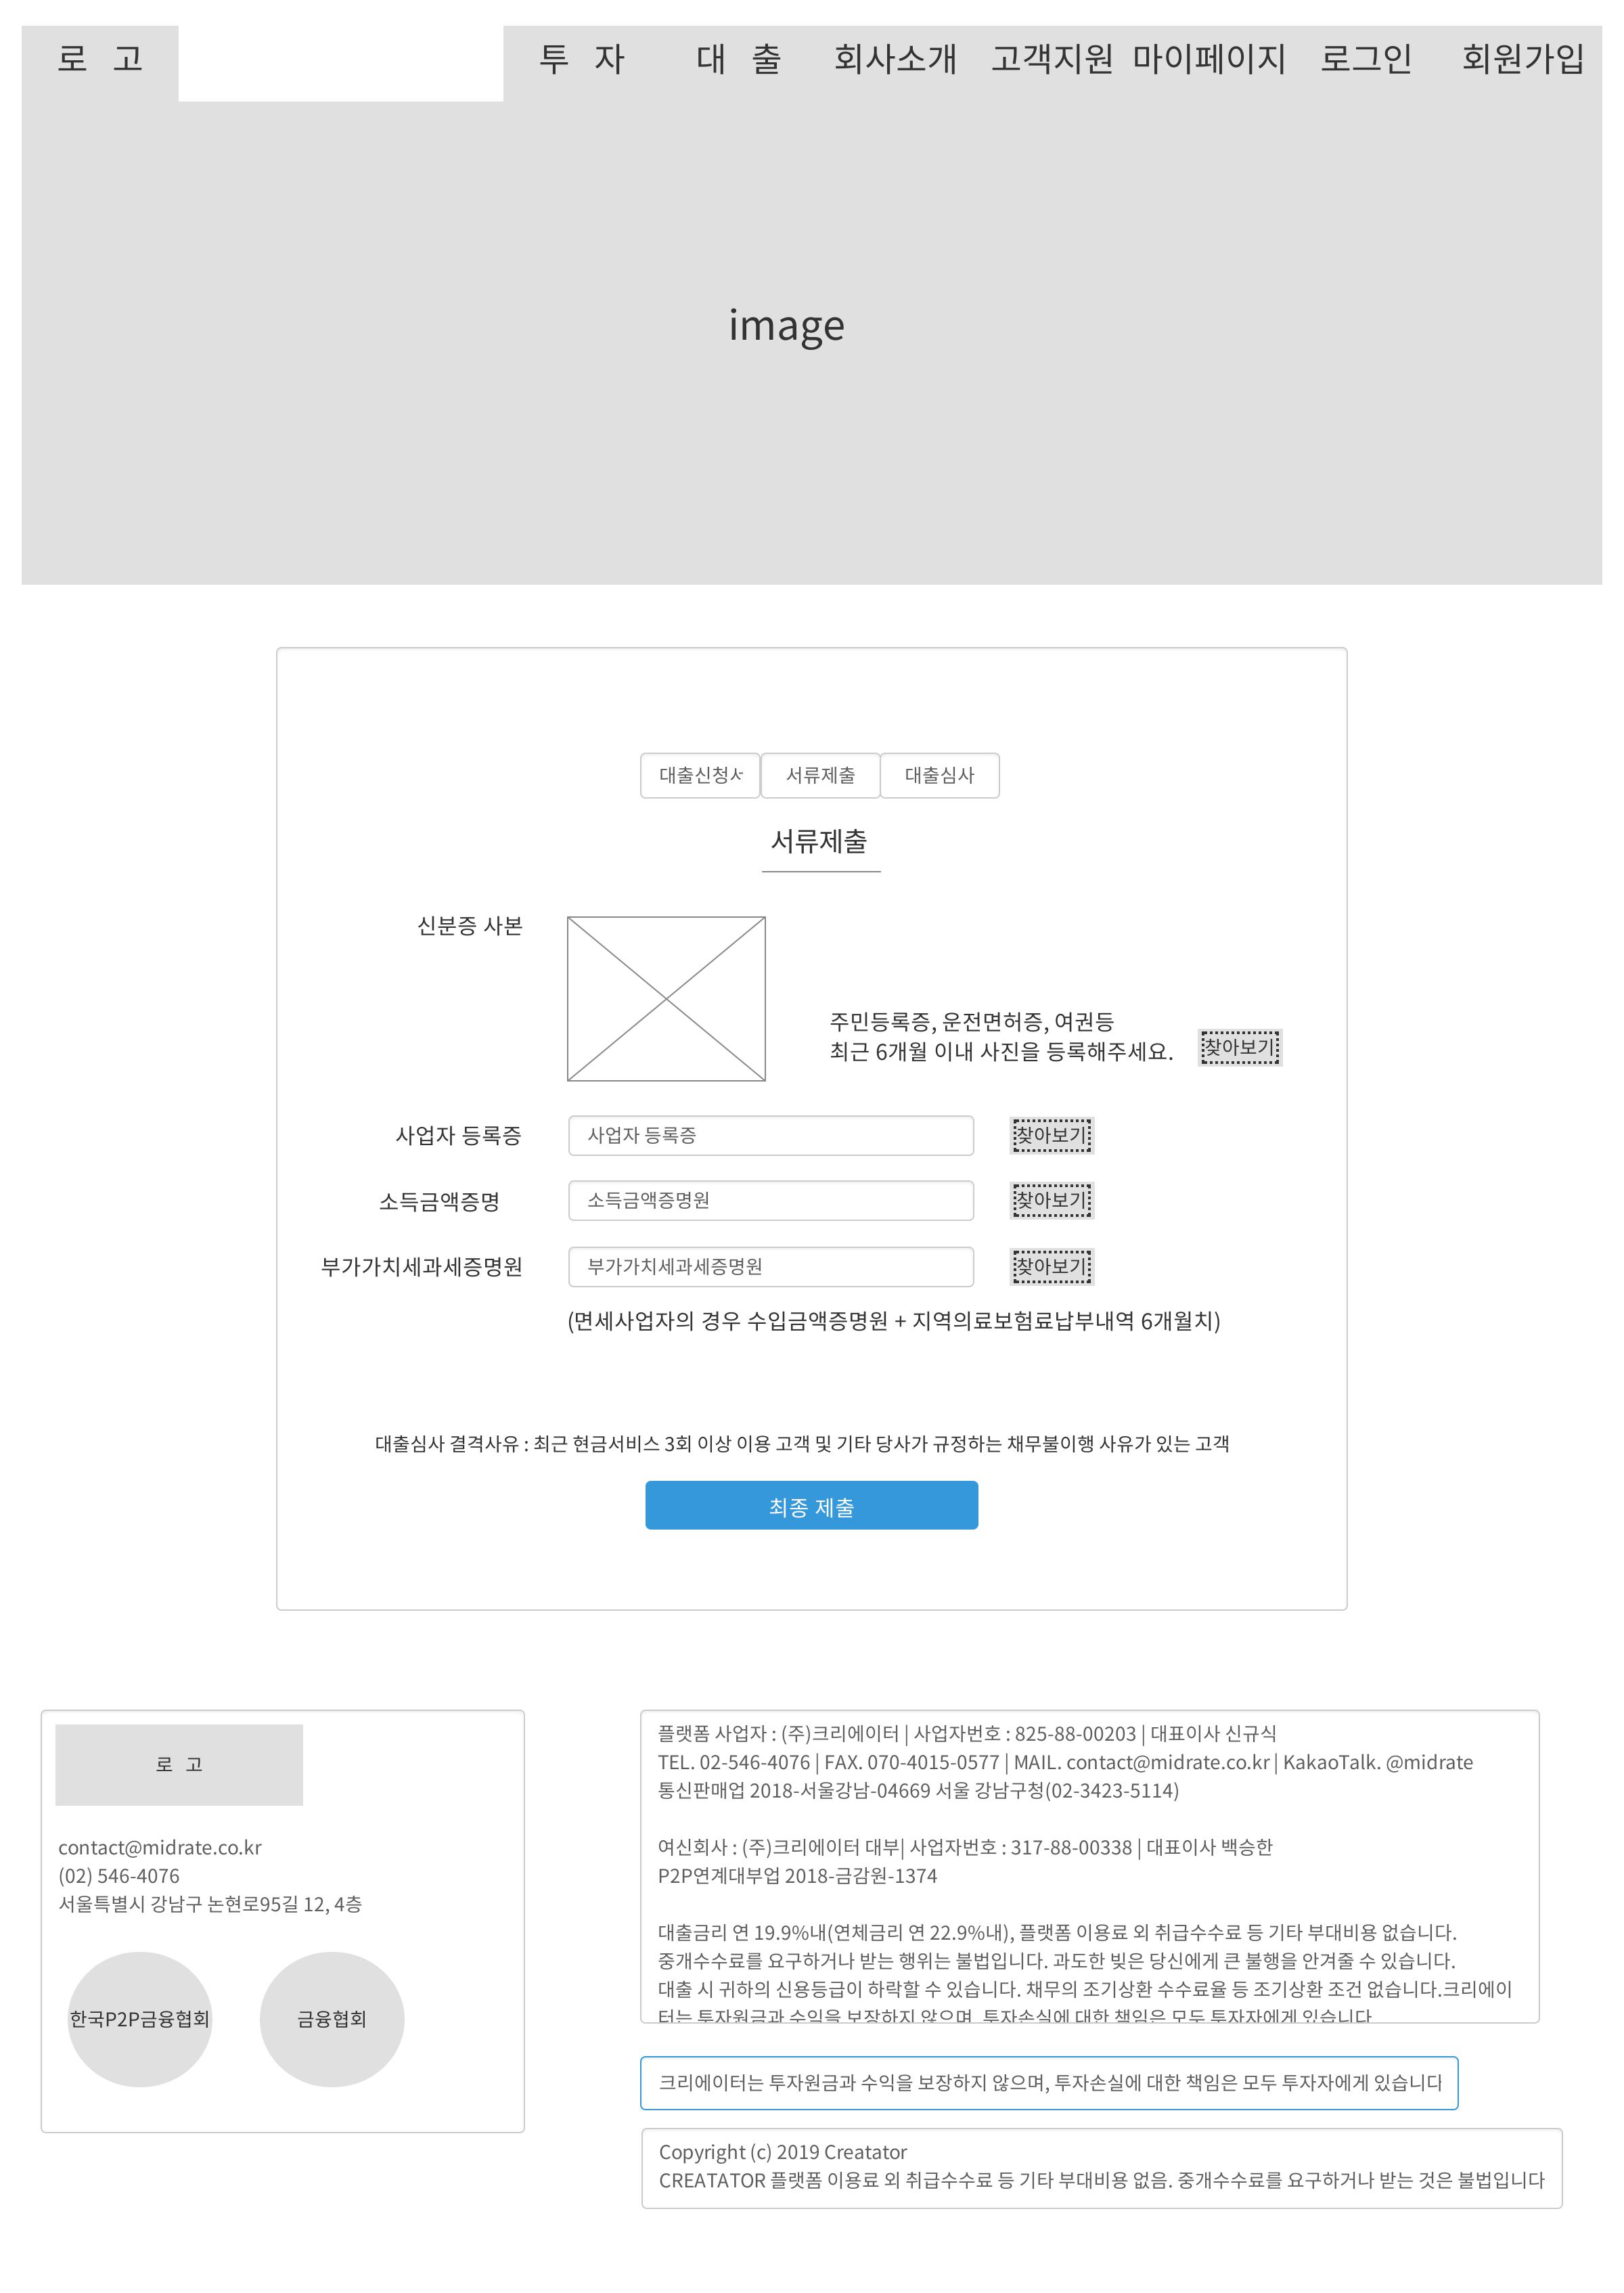 로 고
투 자 대 출 회사소개 고객지원 마이페이지 로그인 회원가입
image
대출신청서 서류제출 대출심사
서류제출
신분증 사본
주민등록증, 운전면허증, 여권등
최근 6개월 이내 사진을 등록해주세요.
찾아보기
사업자 등록증 사업자 등록증 찾아보기
소득금액증명 소득금액증명원 찾아보기
부가가치세과세증명원 부가가치세과세증명원 찾아보기
(면세사업자의 경우 수입금액증명원 + 지역의료보험료납부내역 6개월치)
대출심사 결격사유 : 최근 현금서비스 3회 이상 이용 고객 및 기타 당사가 규정하는 채무불이행 사유가 있는 고객
최종 제출
로 고
contact@midrate.co.kr
(02) 546-4076
서울특별시 강남구 논현로95길 12, 4층
한국P2P금융협회 금융협회
플랫폼 사업자 : (주)크리에이터 | 사업자번호 : 825-88-00203 | 대표이사 신규식
TEL. 02-546-4076 | FAX. 070-4015-0577 | MAIL. contact@midrate.co.kr | KakaoTalk. @midrate
통신판매업 2018-서울강남-04669 서울 강남구청(02-3423-5114)
여신회사 : (주)크리에이터 대부| 사업자번호 : 317-88-00338 | 대표이사 백승한
P2P연계대부업 2018-금감원-1374
대출금리 연 19.9%내(연체금리 연 22.9%내), 플랫폼 이용료 외 취급수수료 등 기타 부대비용 없습니다.
중개수수료를 요구하거나 받는 행위는 불법입니다. 과도한 빚은 당신에게 큰 불행을 안겨줄 수 있습니다.
대출 시 귀하의 신용등급이 하락할 수 있습니다. 채무의 조기상환 수수료율 등 조기상환 조건 없습니다.크리에이
터는 투자원금과 수익을 보장하지 않으며, 투자손실에 대한 책임은 모두 투자자에게 있습니다
크리에이터는 투자원금과 수익을 보장하지 않으며, 투자손실에 대한 책임은 모두 투자자에게 있습니다
Copyright (c) 2019 Creatator
CREATATOR 플랫폼 이용료 외 취급수수료 등 기타 부대비용 없음. 중개수수료를 요구하거나 받는 것은 불법입니다